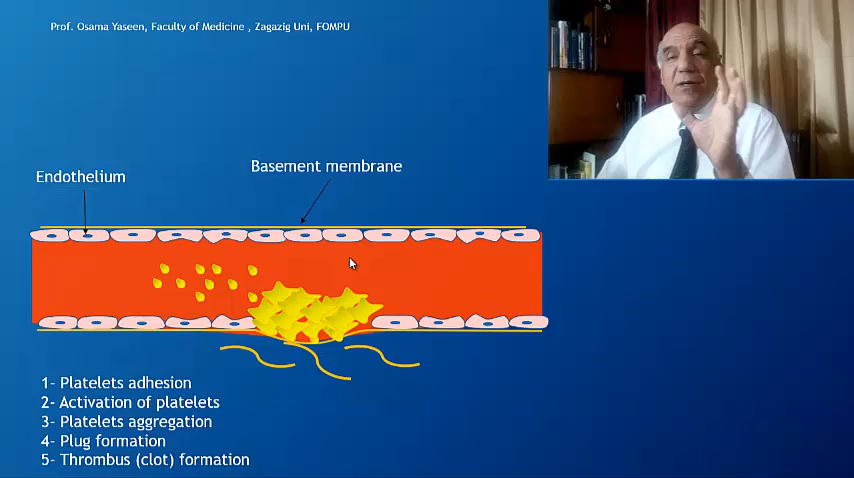 Prof. Osama Yaseen, Faculty of Medicine , Zagazig Uni, FOMPU
Basement membrane
Endothelium
1- Platelets adhesion
2- Activation of platelets
3- Platelets aggregation
4- Plug formation
5- Thrombus (clot) formation